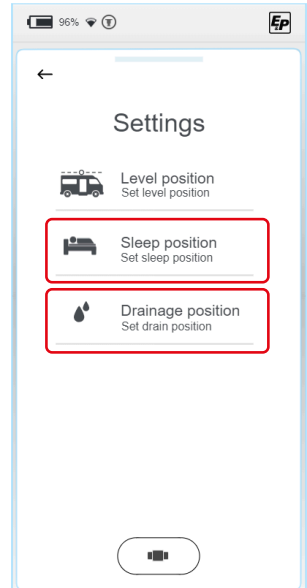 96%
EP
Settings
Level position
Set level position
Sleep position
Set sleep position
Drainage position
Set drain position